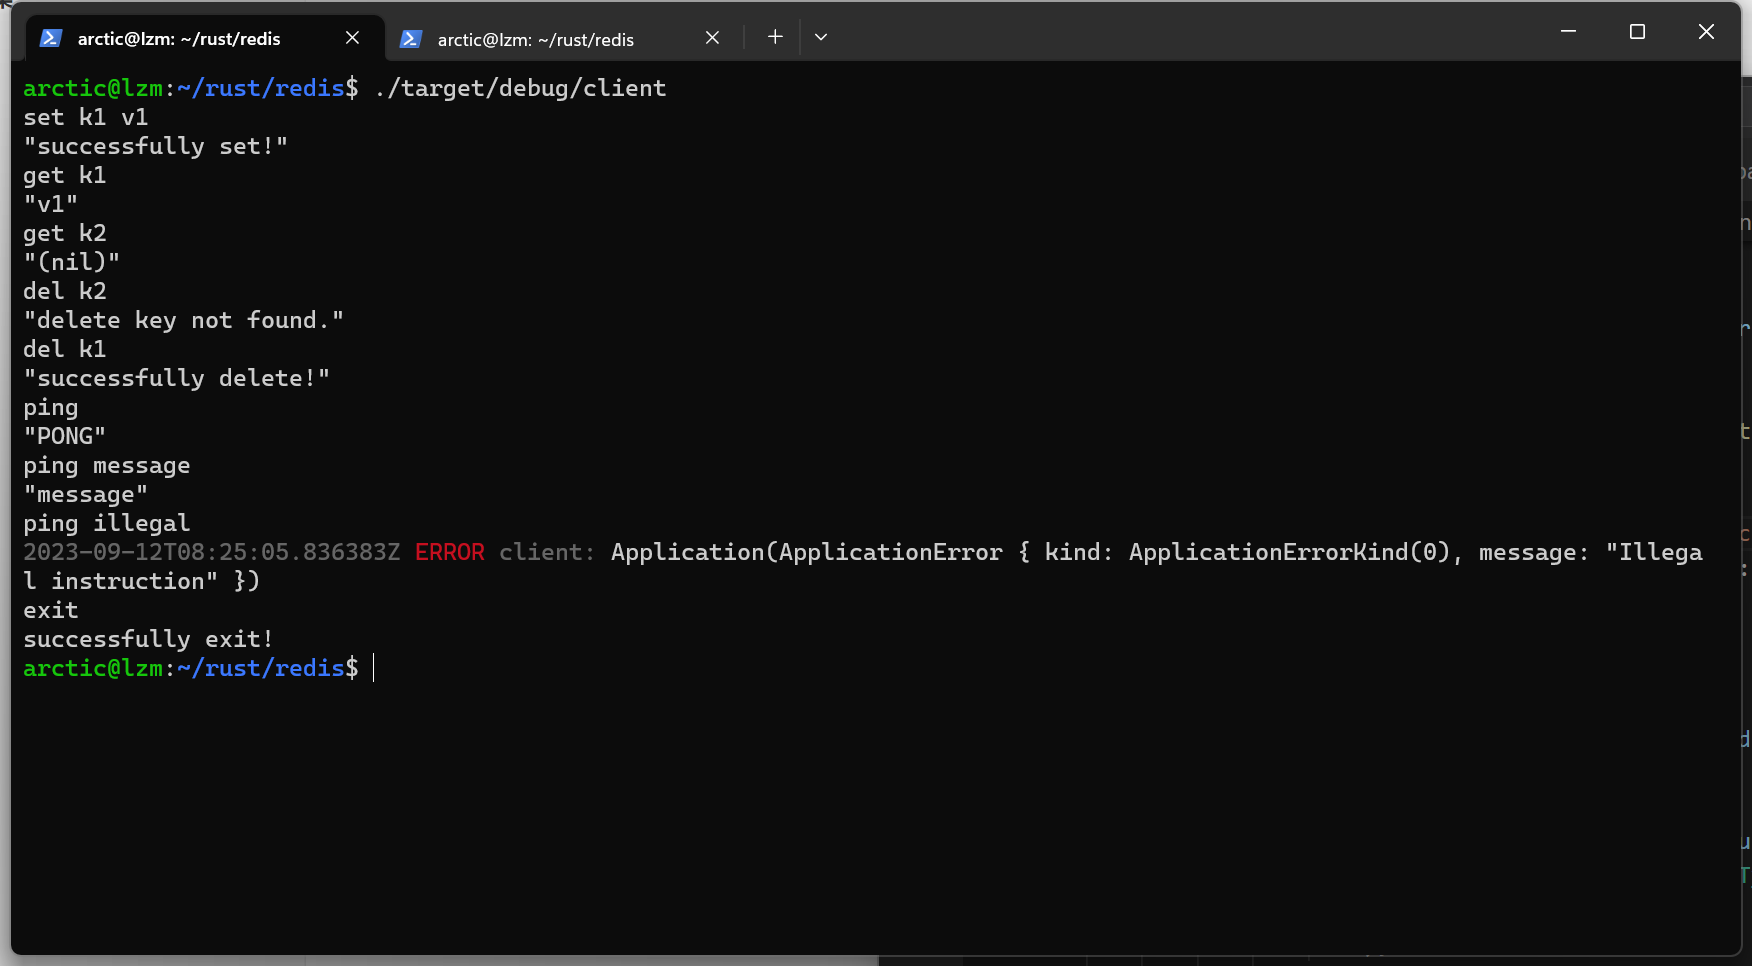 arctic@lzm: ~/rust/redis
arctic@lzm: ~/rust/redis
arctic@lzm:~/rust/redis$ ./target/debug/client
set k1 v1
"successfully set!"
get k1
"v1"
get k2
"(nil)"
del k2
"delete key not found."
del k1
"successfully delete!"
ping
"PONG"
ping message
"message"
ping illegal
2023-09-12T08:25:05.836383Z ERROR client: Application(ApplicationError { kind: ApplicationErrorKind(0), message: "Illega
l instruction" })
exit
successfully exit!
arctic@lzm:~/rust/redis$